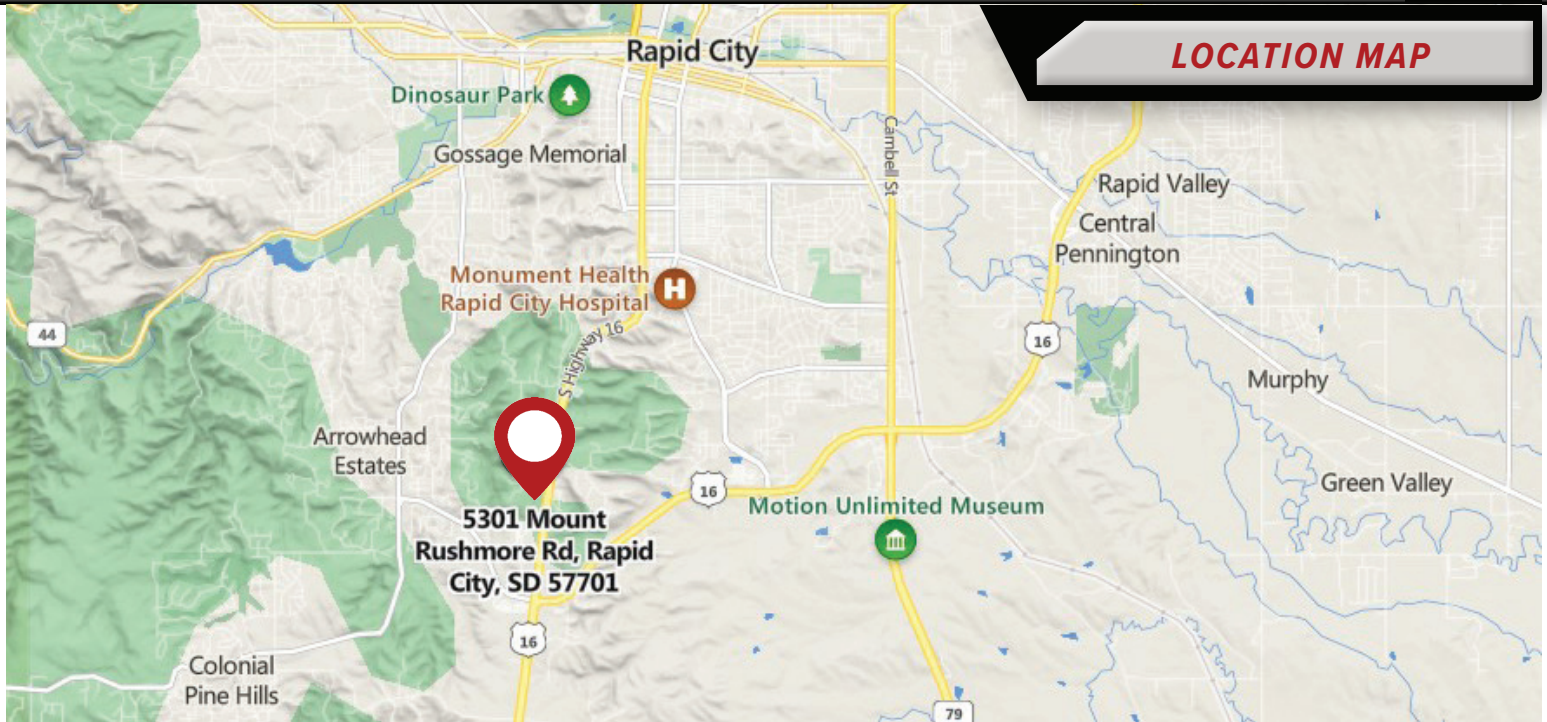 LOCATION MAP
Rapid City
Dinosaur Park
Gossage Memorial
Cambell St
Rapid Valley
Central
Pennington
Monument Health
Rapid City Hospital
H
S Highway 16
44
16
Murphy
Arrowhead
Estates
16
Green Valley
Motion Unlimited Museum
5301 Mount
Rushmore Rd, Rapid
City, SD 57701
16
Colonial
Pine Hills
79